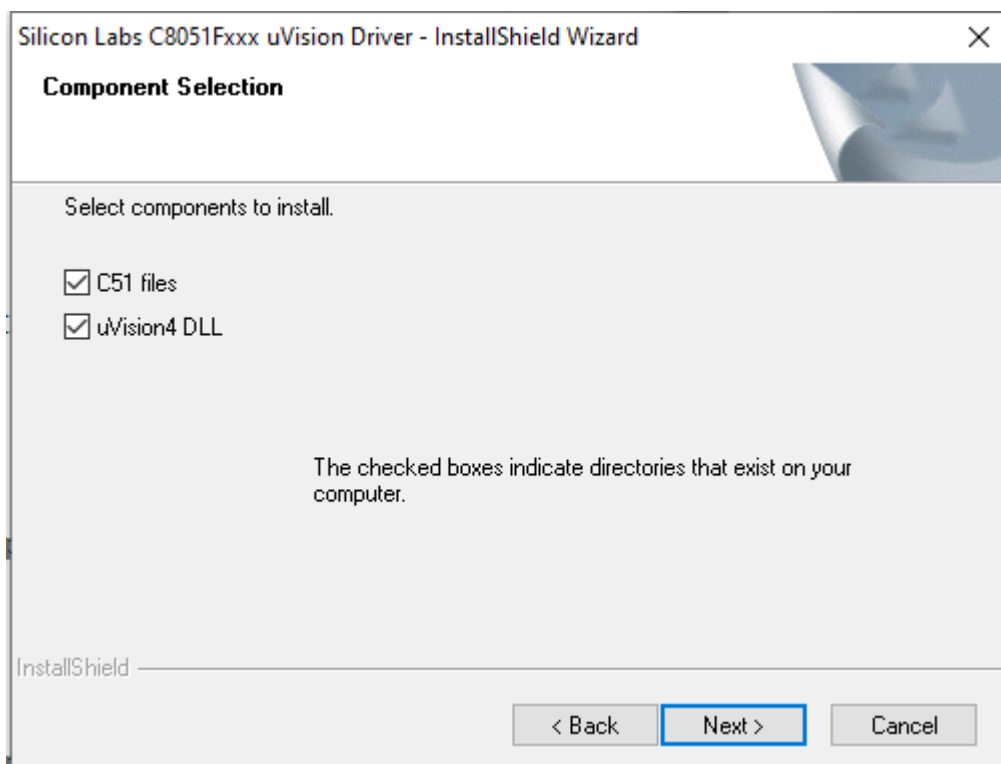 Silicon Labs C8051Fxxx uVision Driver - InstallShield Wizard
Component Selection
Select components to install.
C51 files
uVision4 DLL
The checked boxes indicate directories that exist on your
computer.
InstallShield
< Back
Next >
Cancel